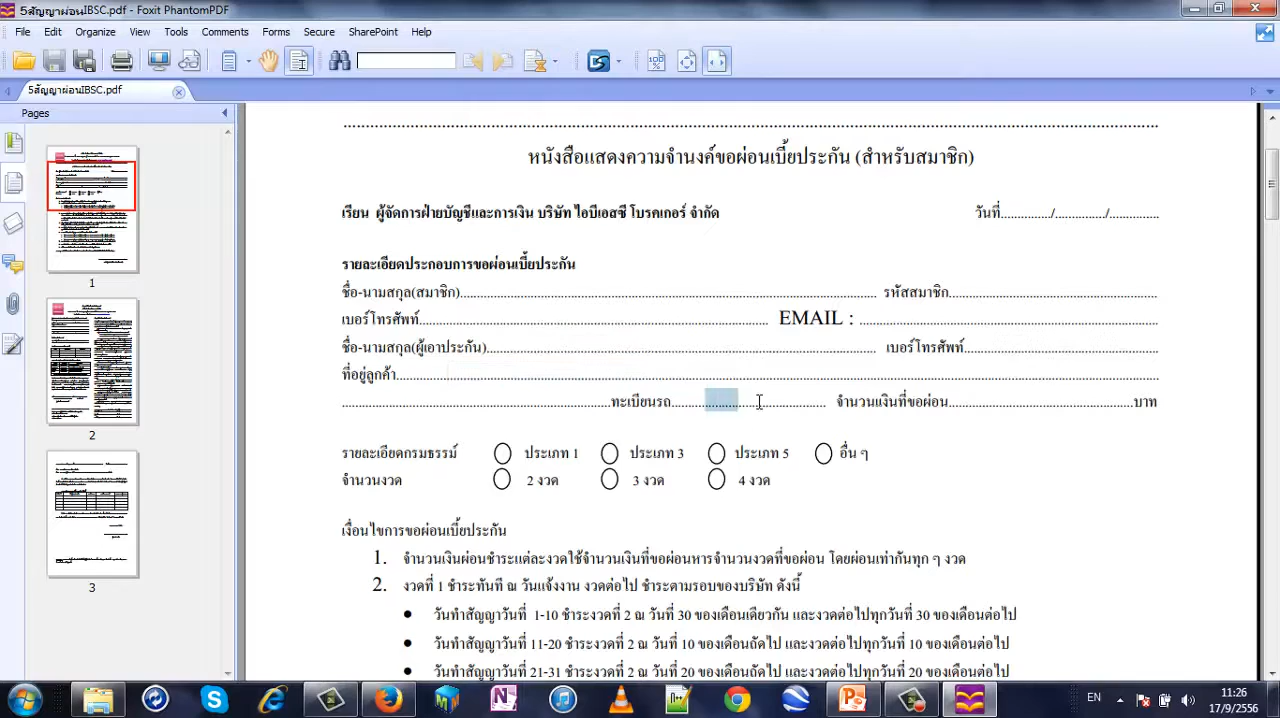 5สัญญาผ่อนIBSC.pdf - Foxit PhantomPDF
File Edit Organize View Tools Comments Forms Secure SharePoint Help
5สัญญาผ่อนIBSC.pdf
Pages
1
2
3
หนังสือแสดงความจำนงค์ขอผ่อนเบี้ยประกัน (สำหรับสมาชิก)
เรียน ผู้จัดการฝ่ายบัญชีและการเงิน บริษัท ไอบีเอสซี โบรคเกอร์ จำกัด วันที่............./............./.............
รายละเอียดประกอบการขอผ่อนเบี้ยประกัน
ชื่อ-นามสกุล(สมาชิก)............................ รหัสสมาชิก............................
เบอร์โทรศัพท์............................ EMAIL : ............................
ชื่อ-นามสกุล(ผู้เอาประกัน)............................ เบอร์โทรศัพท์............................
ที่อยู่ลูกค้า............................
............................ทะเบียนรถ............................ จำนวนเงินที่ขอผ่อน............................บาท
รายละเอียดกรมธรรม์ ประเภท 1 ประเภท 3 ประเภท 5 อื่น ๆ
จำนวนงวด 2 งวด 3 งวด 4 งวด
เงื่อนไขการขอผ่อนเบี้ยประกัน
1. จำนวนเงินผ่อนชำระแต่ละงวดใช้จำนวนเงินที่ขอผ่อนหารจำนวนงวดที่ขอผ่อน โดยผ่อนเท่ากันทุก ๆ งวด
2. งวดที่ 1 ชำระทันที ณ วันแจ้งงาน งวดต่อไป ชำระตามรอบของบริษัท ดังนี้
● วันทำสัญญาวันที่ 1-10 ชำระงวดที่ 2 ณ วันที่ 30 ของเดือนเดียวกัน และงวดต่อไปทุกวันที่ 30 ของเดือนต่อไป
● วันทำสัญญาวันที่ 11-20 ชำระงวดที่ 2 ณ วันที่ 10 ของเดือนถัดไป และงวดต่อไปทุกวันที่ 10 ของเดือนต่อไป
● วันทำสัญญาวันที่ 21-31 ชำระงวดที่ 2 ณ วันที่ 20 ของเดือนถัดไป และงวดต่อไปทุกวันที่ 20 ของเดือนต่อไป
EN 11:26
17/9/2556